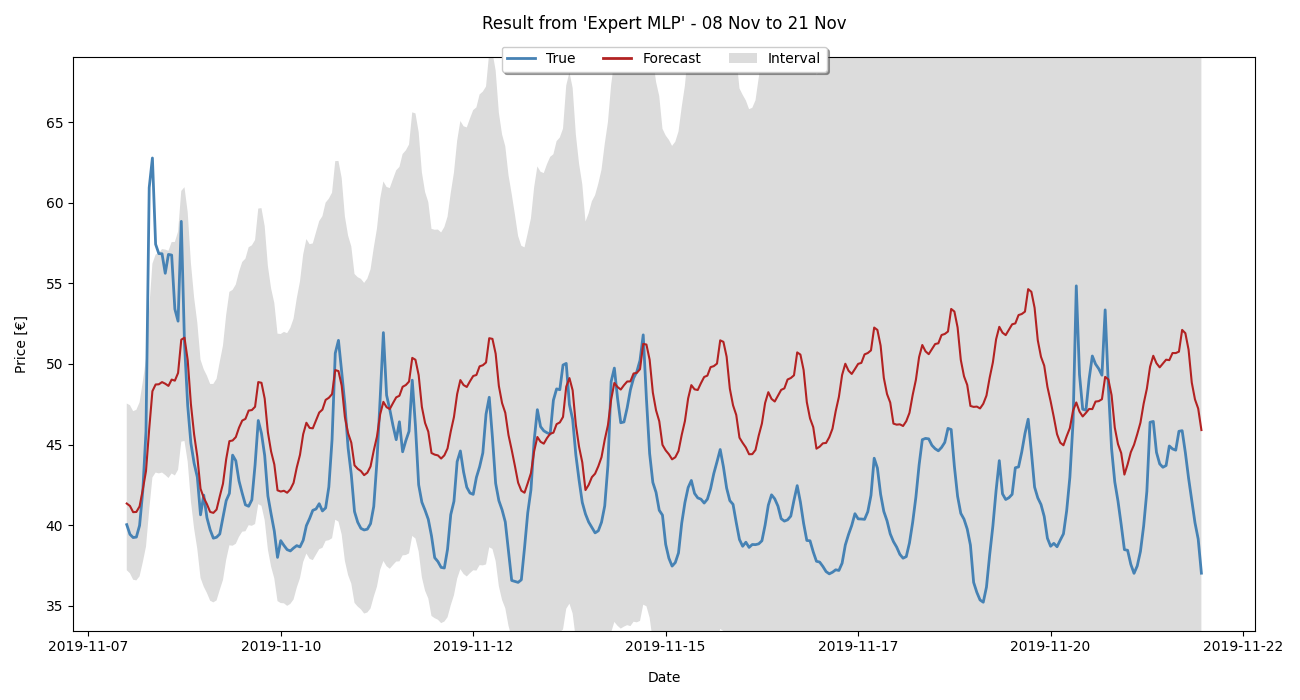 Result from 'Expert MLP' - 08 Nov to 21 Nov
True Forecast Interval
Price [€]
65
60
55
50
45
40
35
2019-11-07 2019-11-10 2019-11-12 2019-11-15 2019-11-17 2019-11-20 2019-11-22
Date